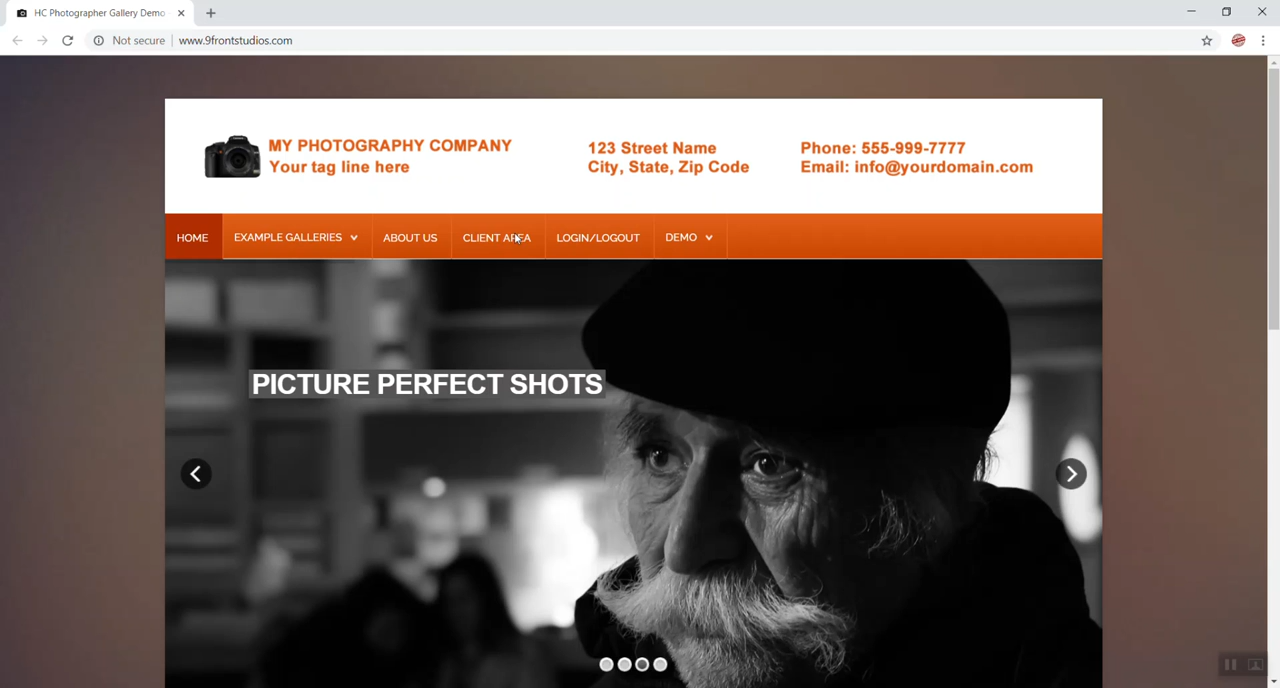 HC Photographer Gallery Demo
Not secure www.9frontstudios.com
MY PHOTOGRAPHY COMPANY
Your tag line here
123 Street Name
City, State, Zip Code
Phone: 555-999-7777
Email: info@yourdomain.com
HOME EXAMPLE GALLERIES ABOUT US CLIENT AREA LOGIN/LOGOUT DEMO
PICTURE PERFECT SHOTS